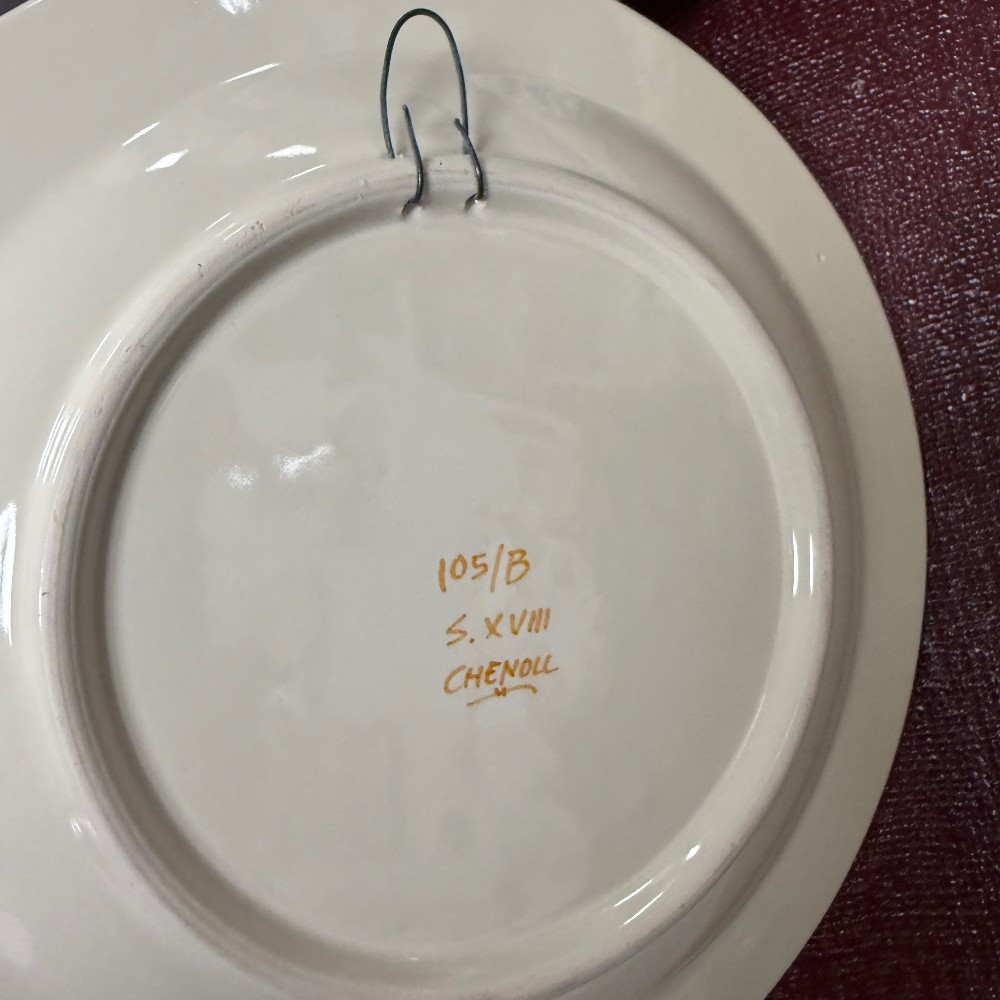 105/B
S. XVIII
CHENOLL